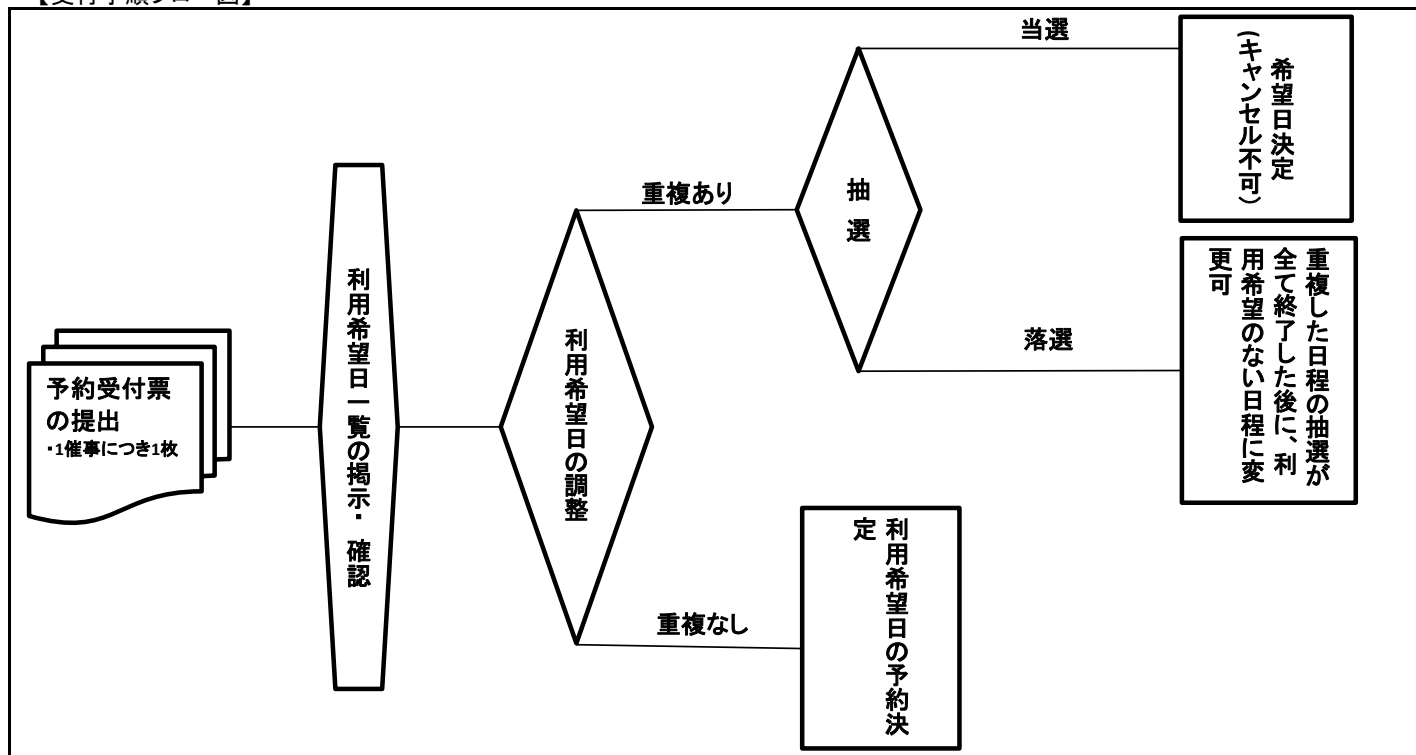 【受付手順フロー図】
予約受付票
の提出
・1催事につき1枚
利用希望日一覧の掲示・確認
利用希望日の調整
重複あり
抽選
当選
希望日決定
(キャンセル不可)
落選
重複した日程の抽選が
全て終了した後に、利
用希望のない日程に変
更可
重複なし
利用希望日の予約決
定